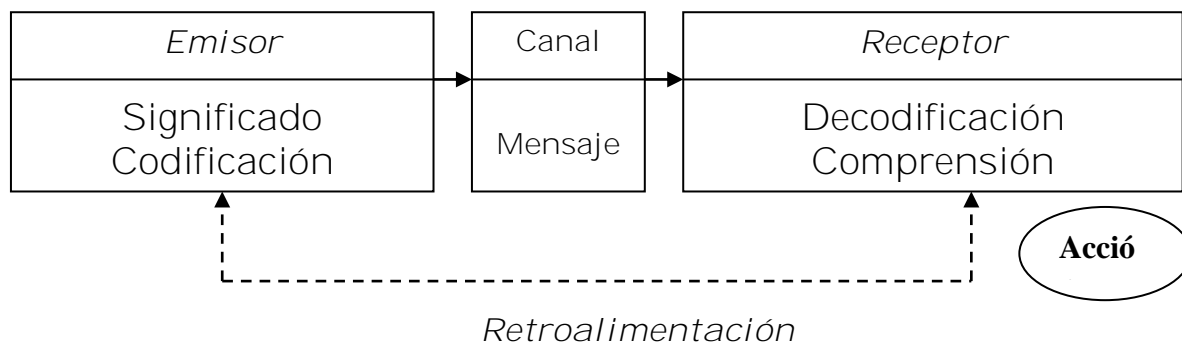 Emisor
Significado
Codificación
Canal
Mensaje
Receptor
Decodificación
Comprensión
Acció
Retroalimentación